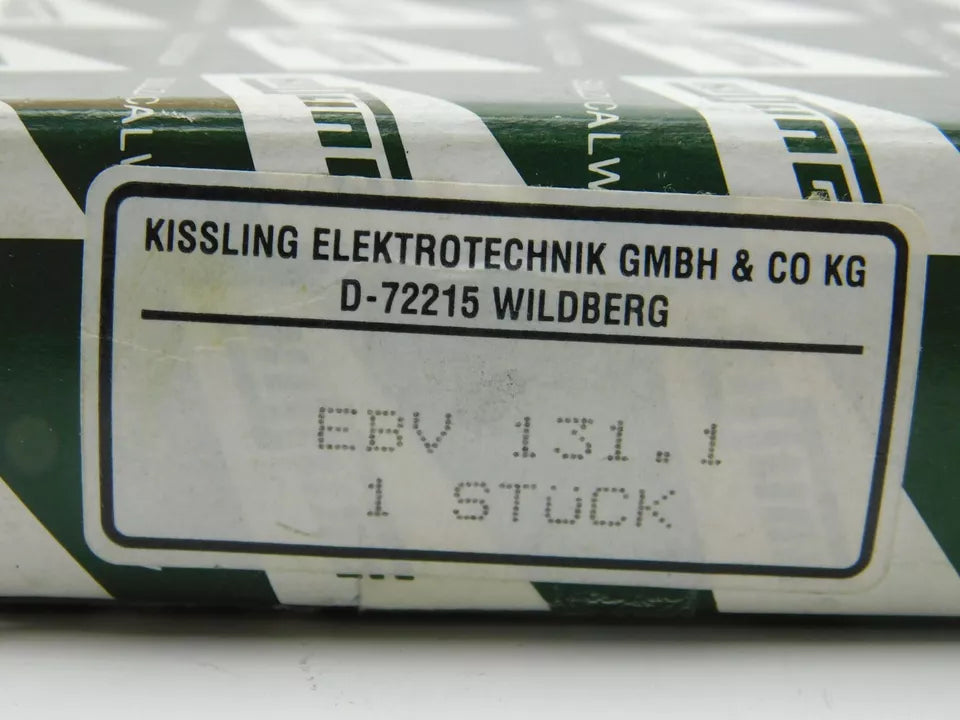 KISSLING ELEKTROTECHNIK GMBH & CO KG
D-72215 WILDBERG
EBV 131.1
1 STÜCK